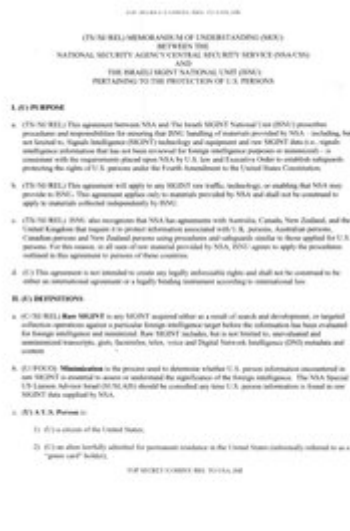 TOP SECRET//COMINT//REL TO USA, ISR
(TS//SI//REL) MEMORANDUM OF UNDERSTANDING (MOU)
BETWEEN THE
NATIONAL SECURITY AGENCY/CENTRAL SECURITY SERVICE (NSA/CSS)
AND
THE ISRAELI SIGINT NATIONAL UNIT (ISNU)
PERTAINING TO THE PROTECTION OF U.S. PERSONS
I. (U) PURPOSE
a. (TS//SI//REL) This agreement between NSA and The Israeli SIGINT National Unit (ISNU) prescribes
procedures and responsibilities for ensuring that ISNU handling of materials provided by NSA – including, but
not limited to, Signals Intelligence (SIGINT) technology and equipment and raw SIGINT data (i.e., signals
intelligence information that has not been reviewed for foreign intelligence purposes or minimized) – is
consistent with the requirements placed upon NSA by U.S. law and Executive Order to establish safeguards
protecting the rights of U.S. persons under the Fourth Amendment to the United States Constitution.
b. (TS//SI//REL) This agreement will apply to any SIGINT raw traffic, technology, or enabling that NSA may
provide to ISNU. This agreement applies only to materials provided by NSA and shall not be construed to
apply to materials collected independently by ISNU.
c. (TS//SI//REL) ISNU also recognizes that NSA has agreements with Australia, Canada, New Zealand, and the
United Kingdom that require it to protect information associated with U.K. persons, Australian persons,
Canadian persons and New Zealand persons using procedures and safeguards similar to those applied for U.S.
persons. For this reason, in all uses of raw material provided by NSA, ISNU agrees to apply the procedures
outlined in this agreement to persons of these countries.
d. (U) This agreement is not intended to create any legally enforceable rights and shall not be construed to be
either an international agreement or a legally binding instrument according to international law.
II. (U) DEFINITIONS
a. (C//SI//REL) Raw SIGINT is any SIGINT acquired either as a result of search and development, or targeted
collection operations against a particular foreign intelligence target before the information has been evaluated
for foreign intelligence and minimized. Raw SIGINT includes, but is not limited to, unevaluated and
unminimized transcripts, gists, facsimiles, telex, voice and Digital Network Intelligence (DNI) metadata and
content.
b. (U//FOUO) Minimization is the process used to determine whether U.S. person information encountered in
raw SIGINT is essential to assess or understand the significance of the foreign intelligence. The NSA Special
US Liaison Advisor Israel (SUSLAIS) should be consulted any time U.S. person information is found in raw
SIGINT data supplied by NSA.
c. (U) A U.S. Person is:
1) (U) a citizen of the United States;
2) (U) an alien lawfully admitted for permanent residence in the United States (informally referred to as a
"green card" holder);
TOP SECRET//COMINT//REL TO USA, ISR